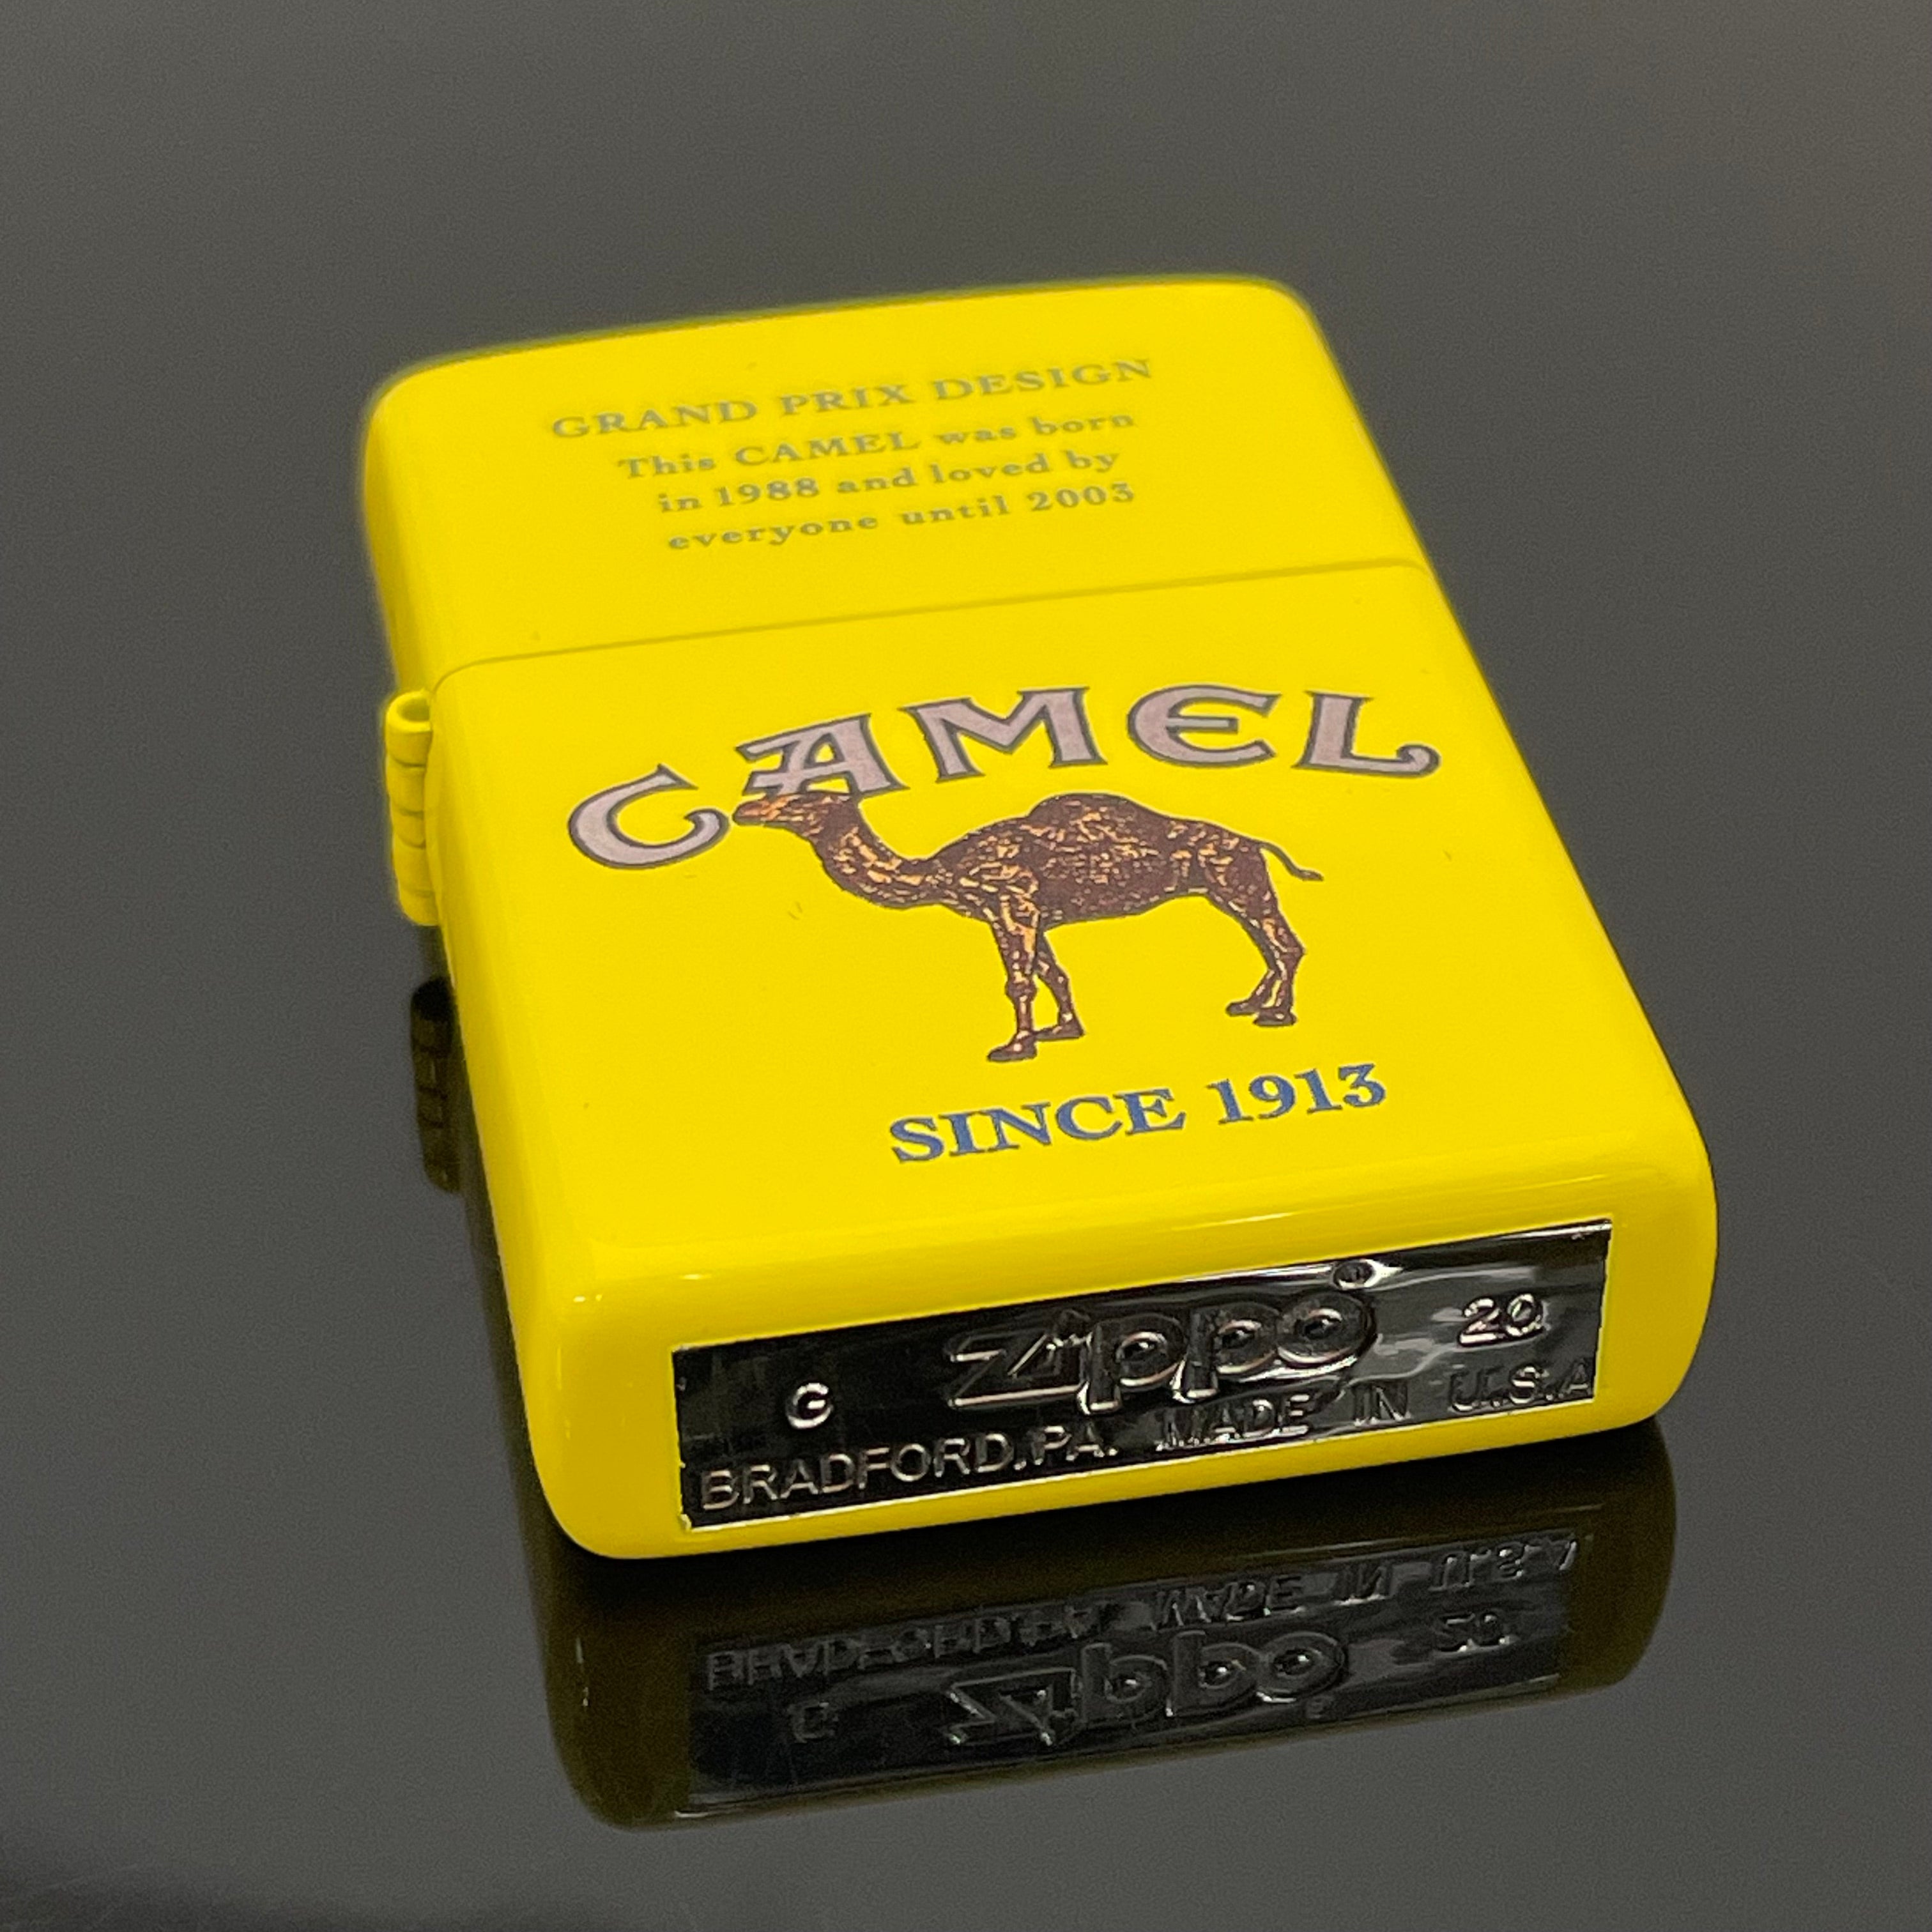 GRAND PRIX DESIGN
This CAMEL was born
in 1988 and loved by
everyone until 2003
CAMEL
SINCE 1913
G zippo 20
BRADFORD,PA. MADE IN U.S.A